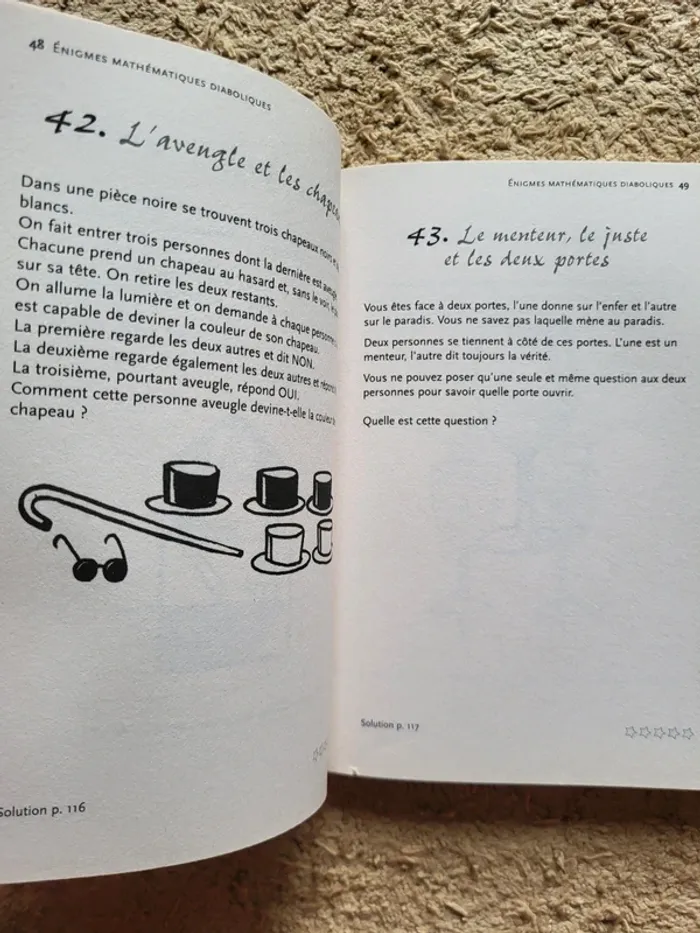 48 ÉNIGMES MATHÉMATIQUES DIABOLIQUES
42. L'aveugle et les
Dans une pièce noire se trouvent trois chapeaux noirs
blancs.
On fait entrer trois personnes dont la dernière est
Chacune prend un chapeau au hasard et, sans le voir,
sur sa tête. On retire les deux restants.
On allume la lumière et on demande à chaque personne
est capable de deviner la couleur de son chapeau.
La première regarde les deux autres et dit NON.
La deuxième regarde également les deux autres et
La troisième, pourtant aveugle, répond OUI.
Comment cette personne aveugle devine-t-elle la couleur
chapeau ?
Solution p. 116
ÉNIGMES MATHÉMATIQUES DIABOLIQUES 49
43. Le menteur, le juste
et les deux portes
Vous êtes face à deux portes, l'une donne sur l'enfer et l'autre
sur le paradis. Vous ne savez pas laquelle mène au paradis.
Deux personnes se tiennent à côté de ces portes. L'une est un
menteur, l'autre dit toujours la vérité.
Vous ne pouvez poser qu'une seule et même question aux deux
personnes pour savoir quelle porte ouvrir.
Quelle est cette question ?
Solution p. 117